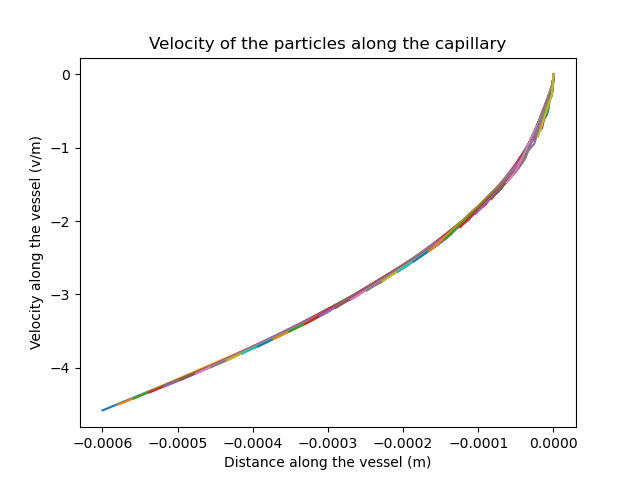 Velocity of the particles along the capillary
Velocity along the vessel (v/m)
0
−1
−2
−3
−4
−0.0006 −0.0005 −0.0004 −0.0003 −0.0002 −0.0001 0.0000
Distance along the vessel (m)